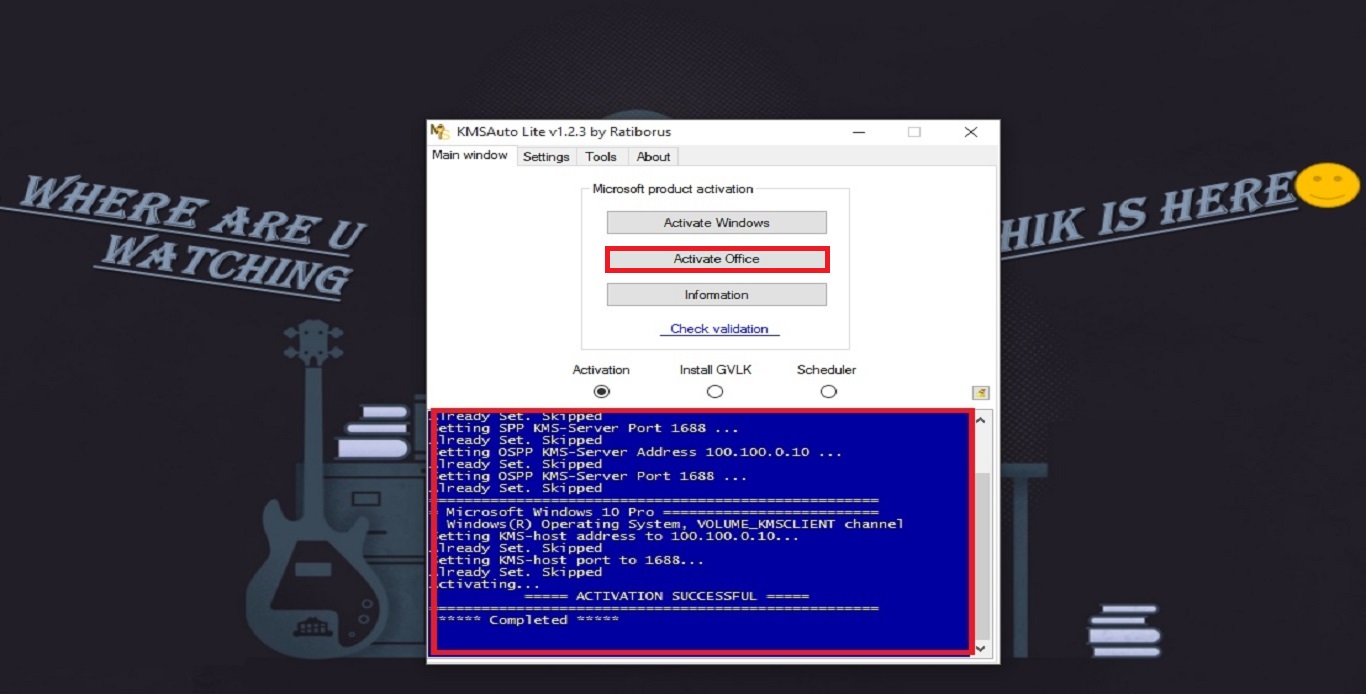 KMSAuto Lite v1.2.3 by Ratiborus
Main window Settings Tools About
WHERE ARE U
WATCHING
HIK IS HERE
Microsoft product activation
Activate Windows
Activate Office
Information
Check validation
Activation Install GVLK Scheduler
lready Set. Skipped
etting SPP KMS-Server Port 1688 ...
lready Set. Skipped
etting OSPP KMS-Server Address 100.100.0.10 ...
lready Set. Skipped
etting OSPP KMS-Server Port 1688 ...
lready Set. Skipped
===================================================
Microsoft Windows 10 Pro =========================
Windows(R) Operating System, VOLUME_KMSCLIENT channel
etting KMS-host address to 100.100.0.10...
lready Set. Skipped
etting KMS-host port to 1688...
lready Set. Skipped
ctivating...
===== ACTIVATION SUCCESSFUL =====
===================================================
***** Completed *****